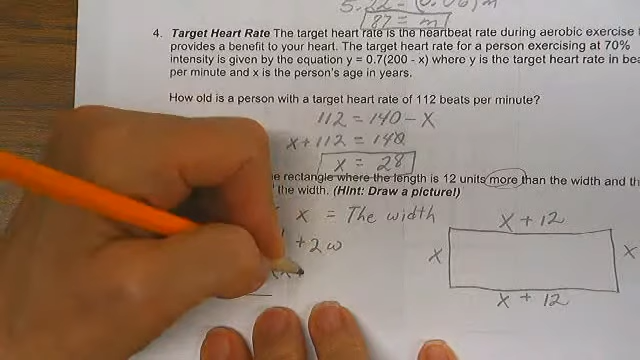 5.22 = (0.06)m
87 = m
4. Target Heart Rate The target heart rate is the heartbeat rate during aerobic exercise
provides a benefit to your heart. The target heart rate for a person exercising at 70%
intensity is given by the equation y = 0.7(200 - x) where y is the target heart rate in
per minute and x is the person's age in years.
How old is a person with a target heart rate of 112 beats per minute?
112 = 140 - x
x + 112 = 140
x = 28
rectangle where the length is 12 units more than the width and
the width. (HInt: Draw a picture!)
x = The width
x + 12
+ 2w
x
x
x + 12